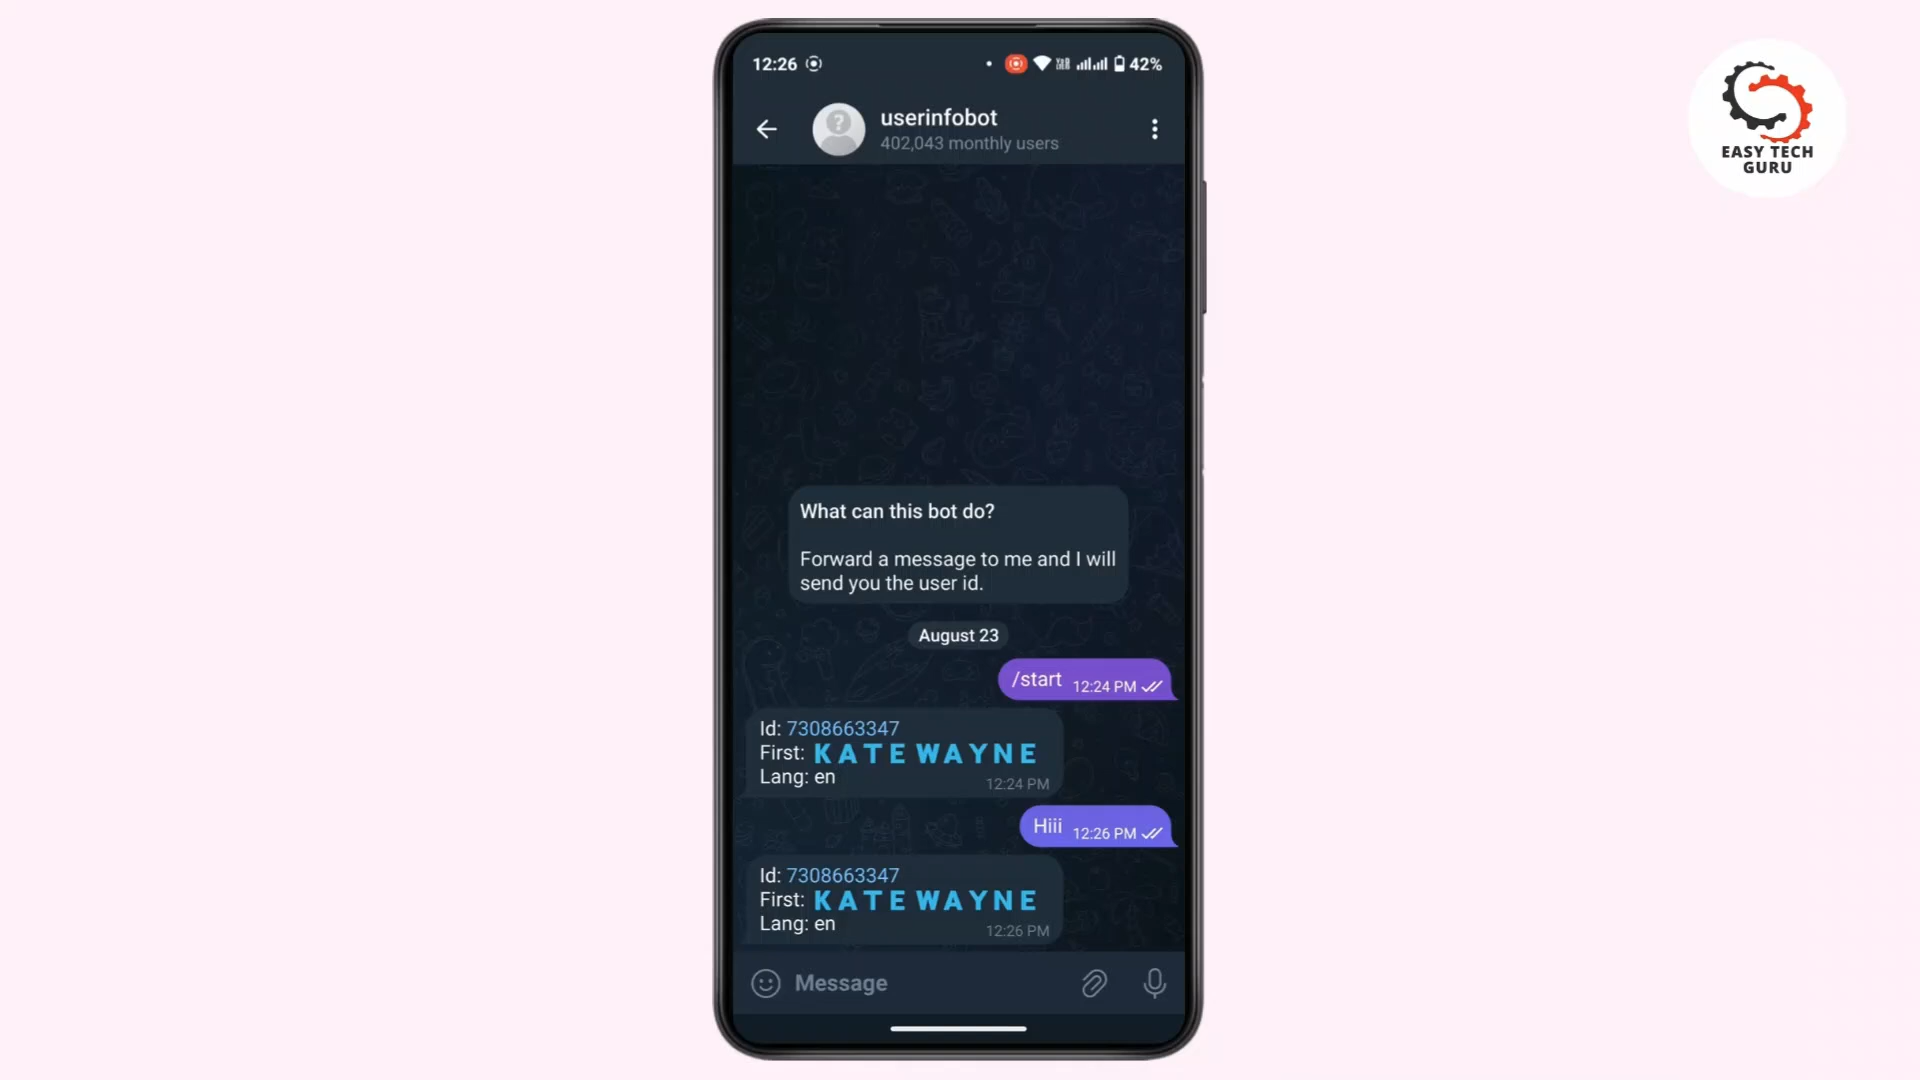 12:26
42%
EASY TECH
GURU
userinfobot
402,043 monthly users
What can this bot do?
Forward a message to me and I will
send you the user id.
August 23
/start 12:24 PM
Id: 7308663347
First: KATE WAYNE
Lang: en
12:24 PM
Hiii 12:26 PM
Id: 7308663347
First: KATE WAYNE
Lang: en
12:26 PM
Message